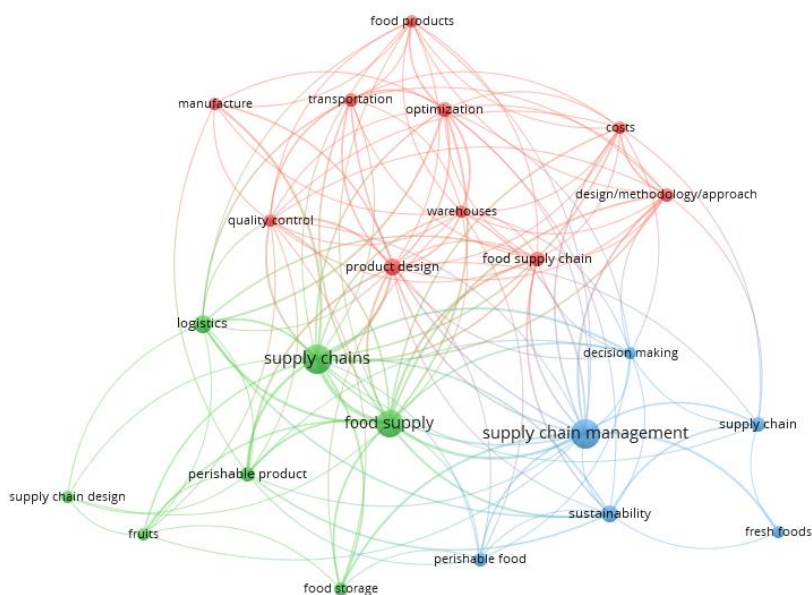 food products
manufacture
transportation
optimization
costs
design/methodology/approach
quality control
warehouses
product design
food supply chain
logistics
supply chains
decision making
food supply
supply chain management
supply chain
perishable product
supply chain design
sustainability
fruits
fresh foods
perishable food
food storage